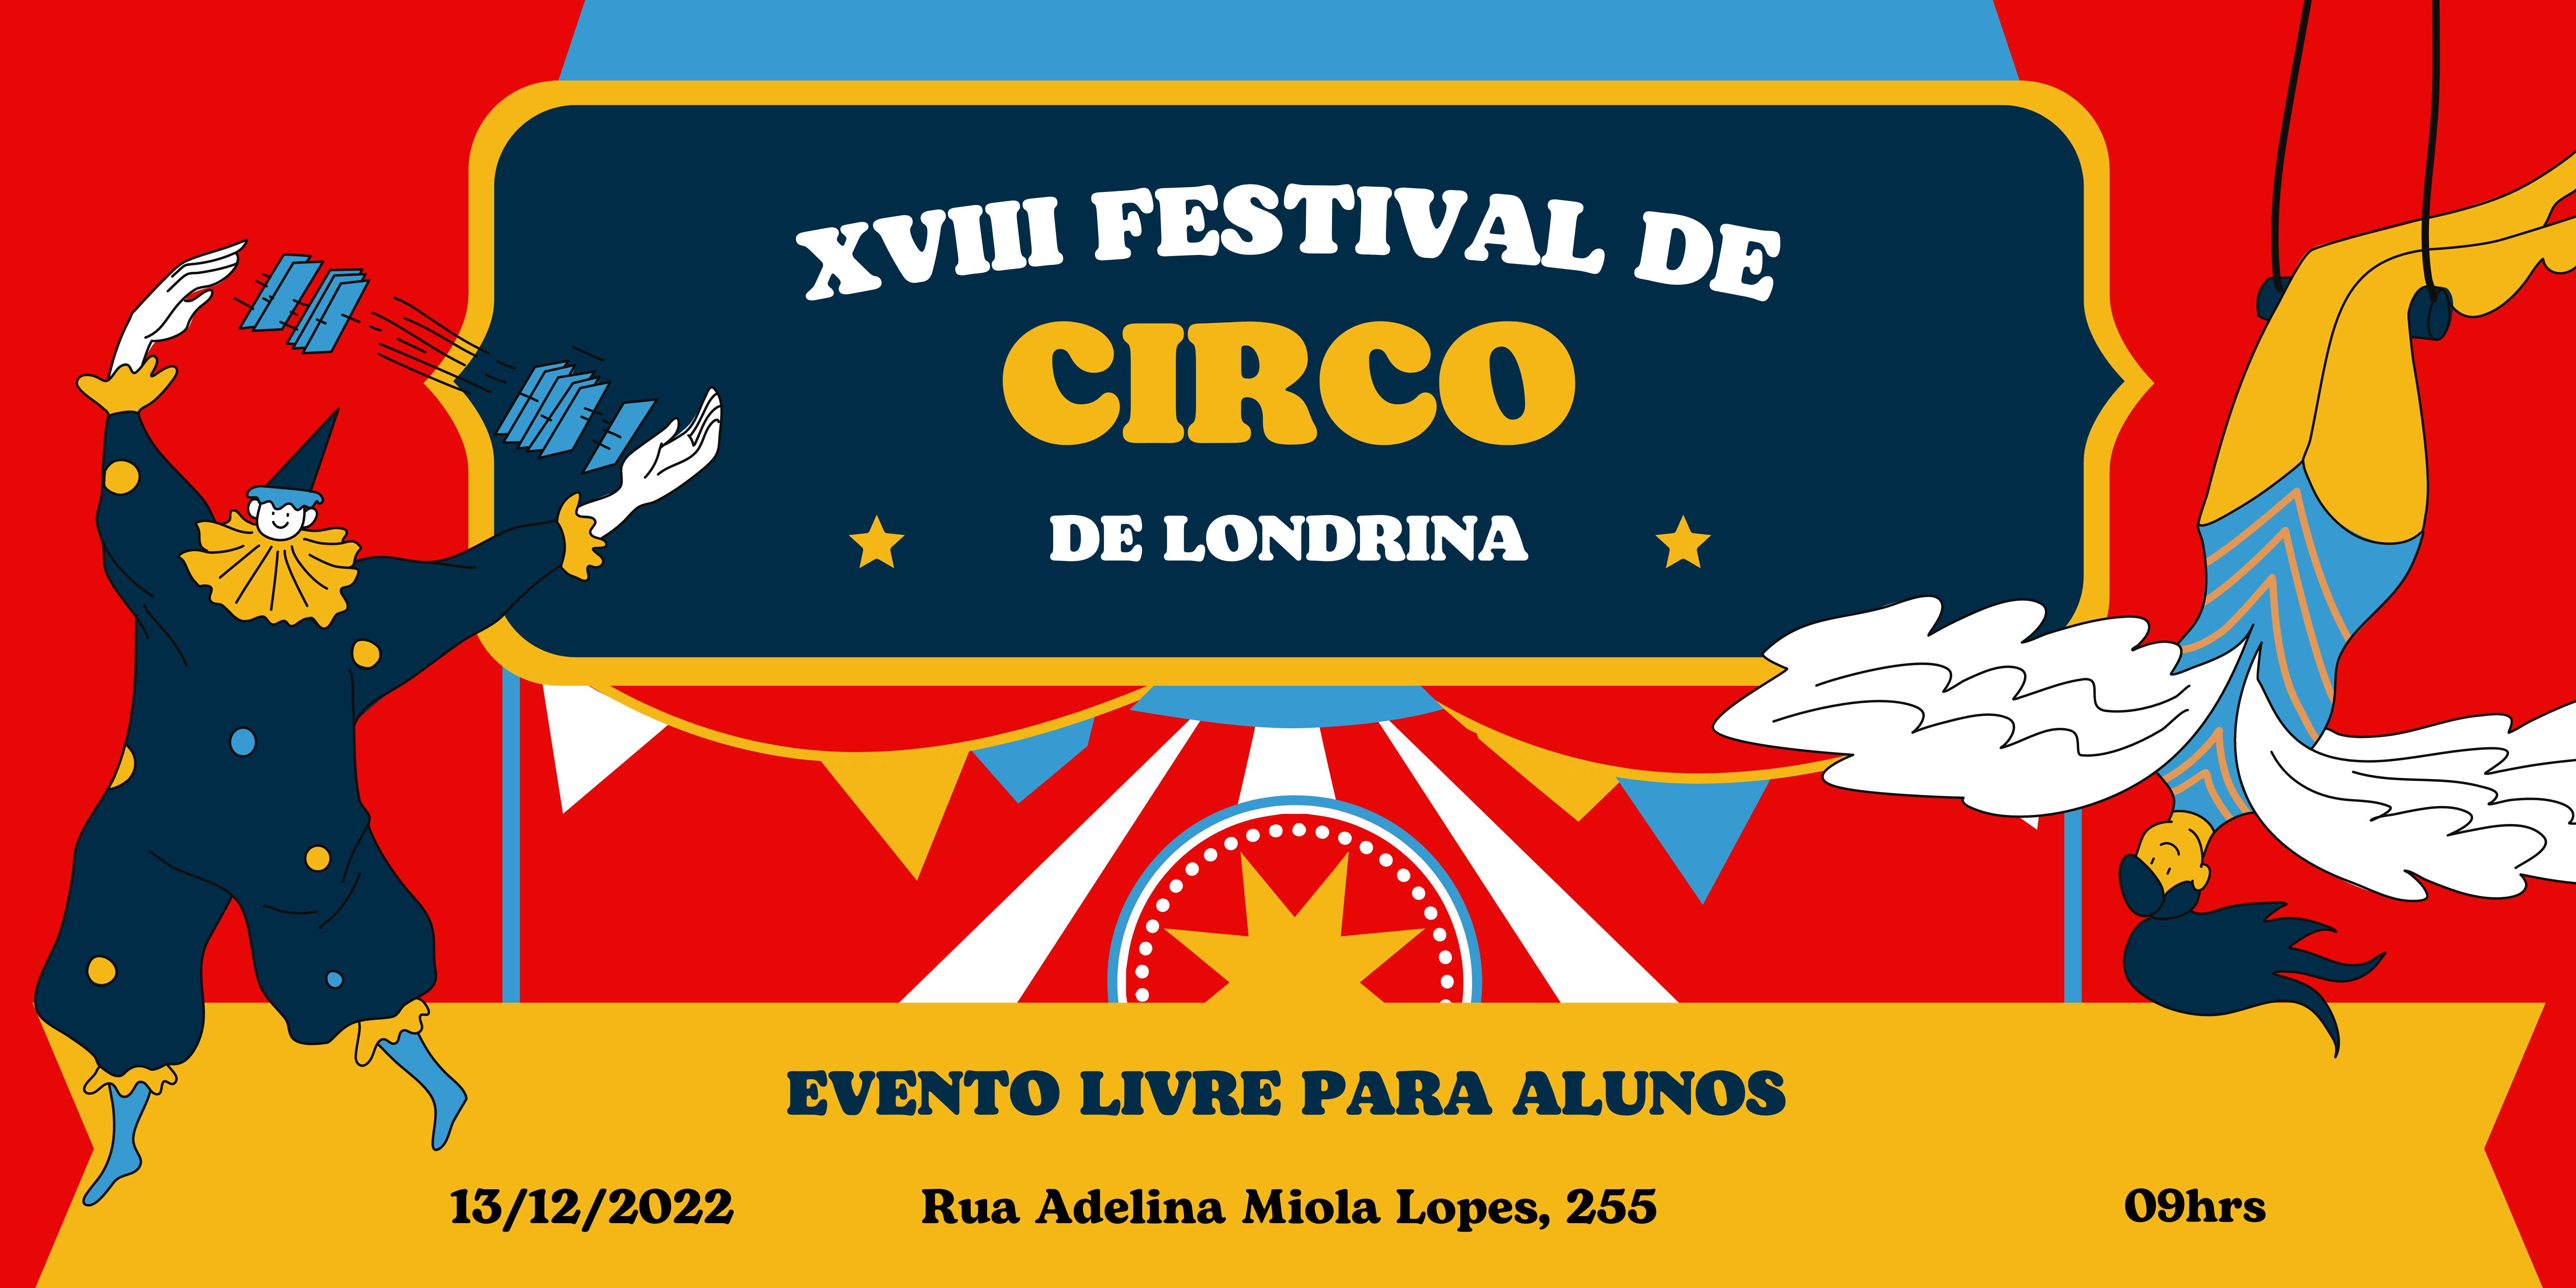 XVIII FESTIVAL DE
CIRCO
DE LONDRINA
EVENTO LIVRE PARA ALUNOS
13/12/2022 Rua Adelina Miola Lopes, 255 09hrs